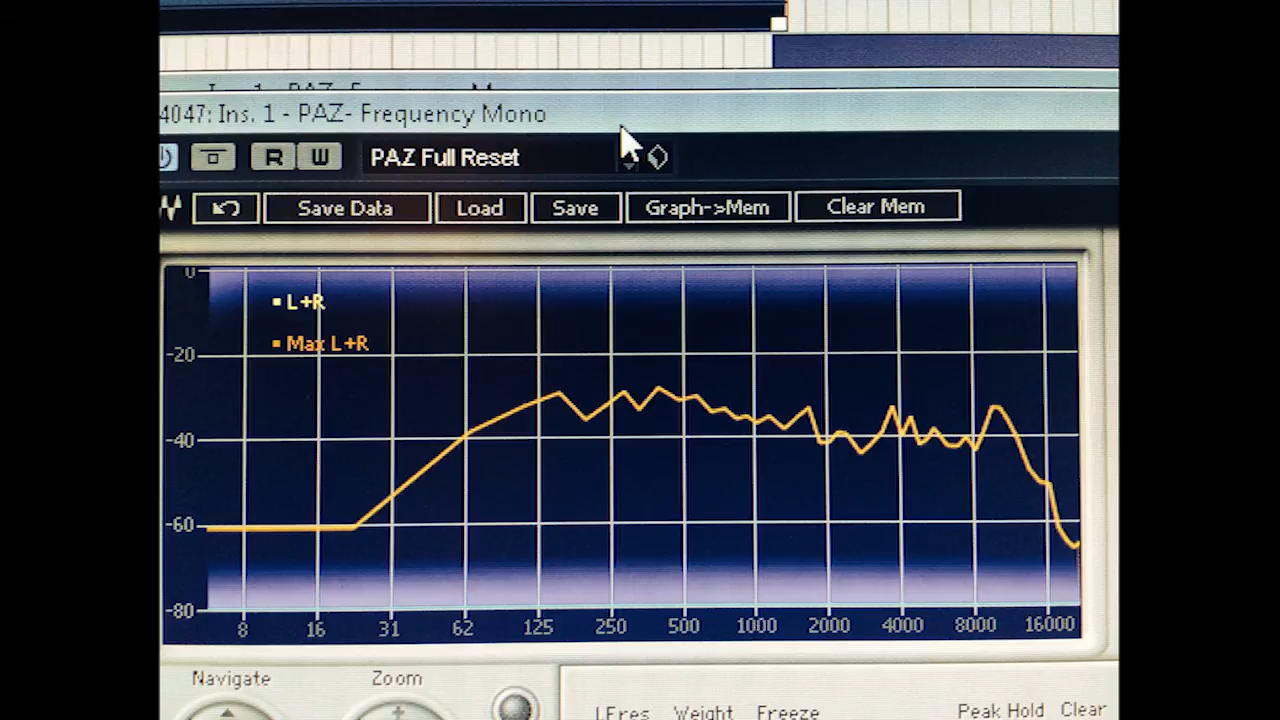 4047: Ins. 1 - PAZ- Frequency Mono
R W PAZ Full Reset
Save Data Load Save Graph->Mem Clear Mem
0
L+R
Max L+R
-20
-40
-60
-80
8 16 31 62 125 250 500 1000 2000 4000 8000 16000
Navigate Zoom
LF res Weight Freeze Peak Hold Clear